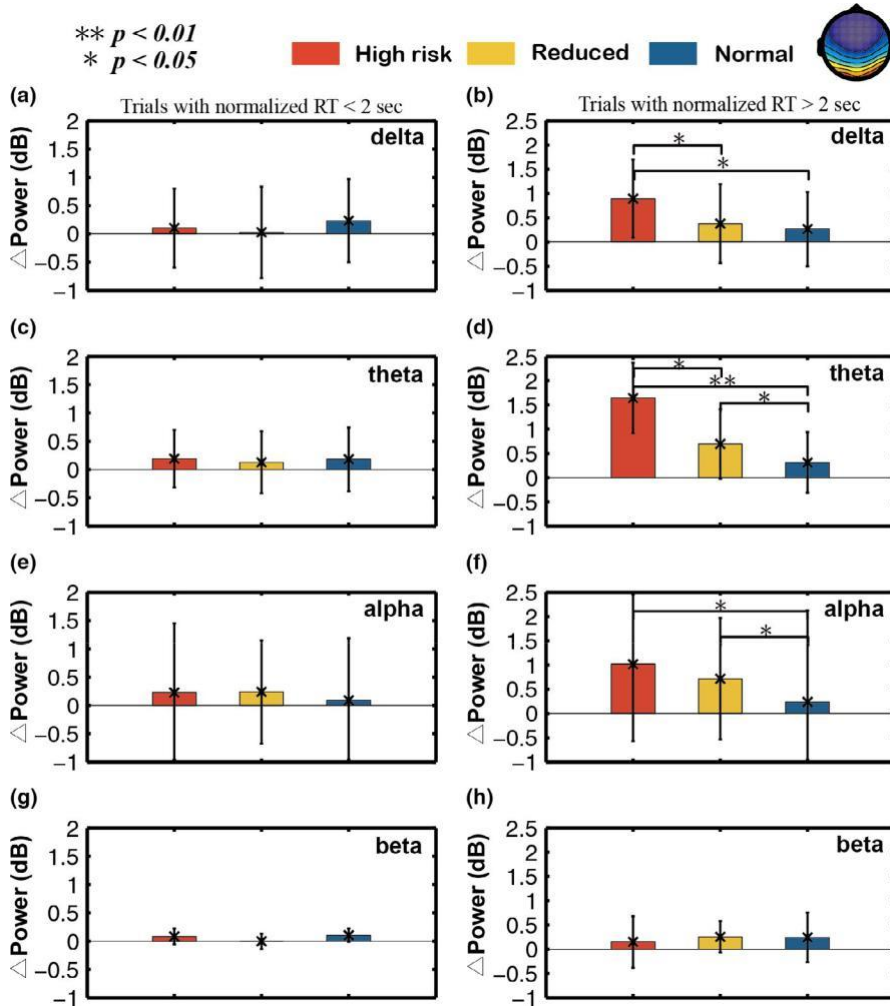 ** p < 0.01
* p < 0.05
High risk
Reduced
Normal
(a)
Trials with normalized RT < 2 sec
delta
△Power (dB)
2
1.5
1
0.5
0
−0.5
−1
(b)
Trials with normalized RT > 2 sec
delta
△Power (dB)
2.5
2
1.5
1
0.5
0
−0.5
−1
*
*
(c)
theta
△Power (dB)
2
1.5
1
0.5
0
−0.5
−1
(d)
theta
△Power (dB)
2.5
2
1.5
1
0.5
0
−0.5
−1
*
**
*
(e)
alpha
△Power (dB)
2
1.5
1
0.5
0
−0.5
−1
(f)
alpha
△Power (dB)
2.5
2
1.5
1
0.5
0
−0.5
−1
*
*
(g)
beta
△Power (dB)
2
1.5
1
0.5
0
−0.5
−1
(h)
beta
△Power (dB)
2.5
2
1.5
1
0.5
0
−0.5
−1